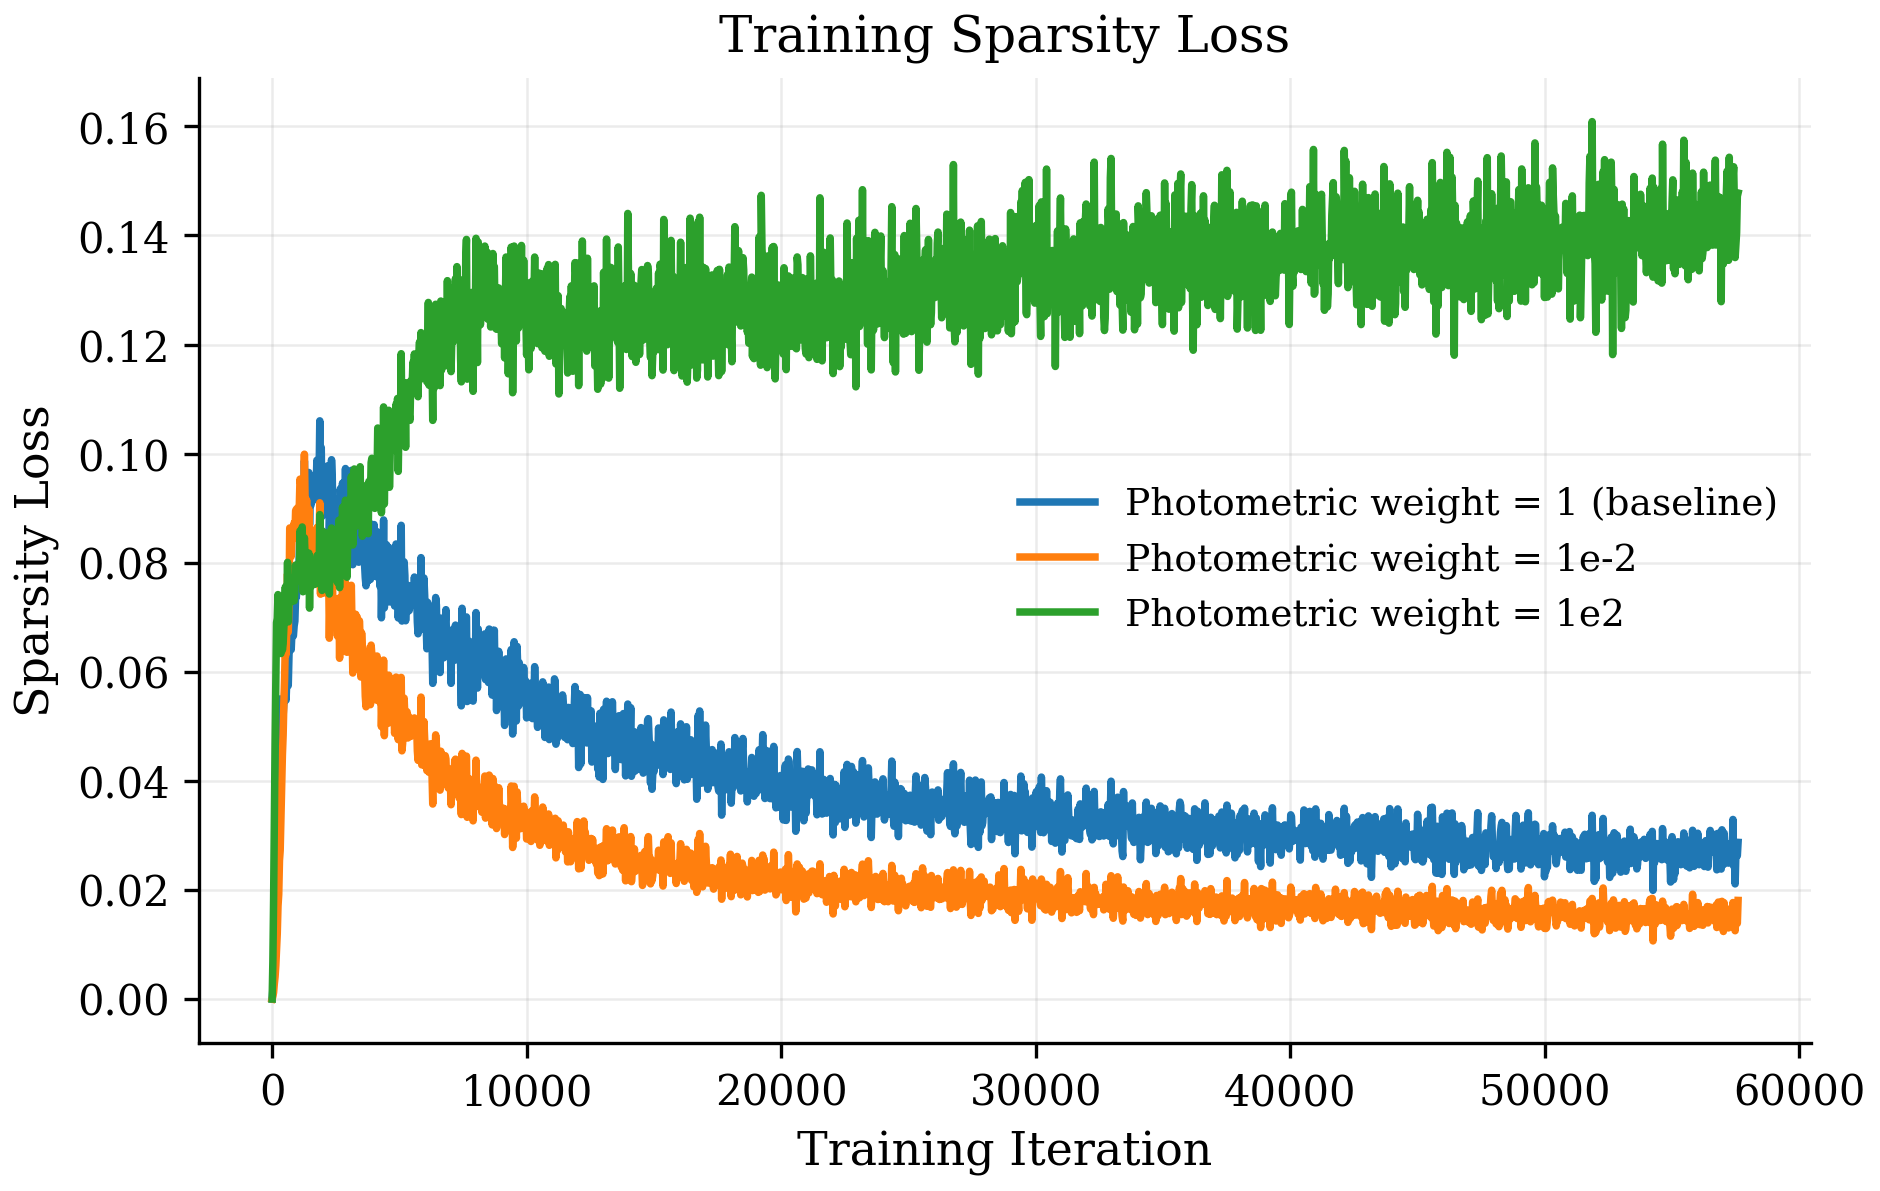 Training Sparsity Loss
Sparsity Loss
0.16
0.14
0.12
0.10
0.08
0.06
0.04
0.02
0.00
Photometric weight = 1 (baseline)
Photometric weight = 1e-2
Photometric weight = 1e2
0 10000 20000 30000 40000 50000 60000
Training Iteration